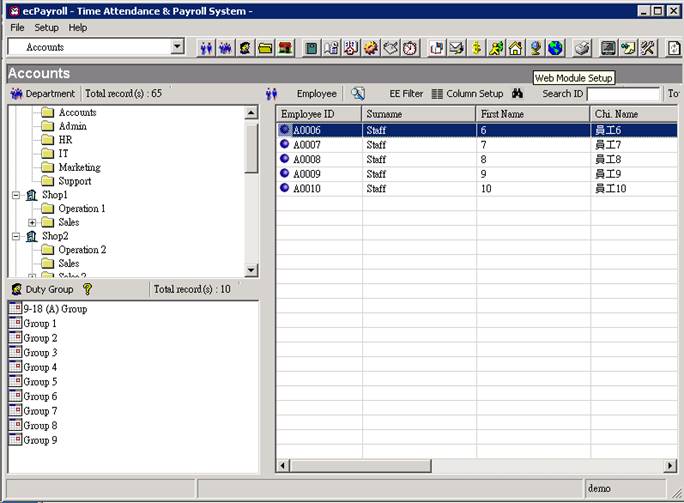 ecPayroll - Time Attendance & Payroll System -
File Setup Help
Accounts
Accounts
Web Module Setup
Department Total record(s) : 65
Employee EE Filter Column Setup Search ID To
Accounts
Admin
HR
IT
Marketing
Support
Shop1
Operation 1
Sales
Shop2
Operation 2
Sales
Sales 2
Employee ID Surname First Name Chi. Name
A0006 Staff 6 員工6
A0007 Staff 7 員工7
A0008 Staff 8 員工8
A0009 Staff 9 員工9
A0010 Staff 10 員工10
Duty Group Total record(s) : 10
9-18 (A) Group
Group 1
Group 2
Group 3
Group 4
Group 5
Group 6
Group 7
Group 8
Group 9
demo